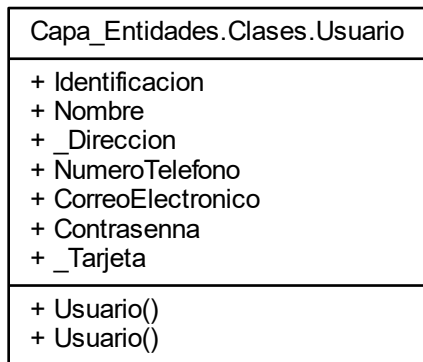 Capa_Entidades.Clases.Usuario
+ Identificacion
+ Nombre
+ _Direccion
+ NumeroTelefono
+ CorreoElectronico
+ Contrasenna
+ _Tarjeta
+ Usuario()
+ Usuario()